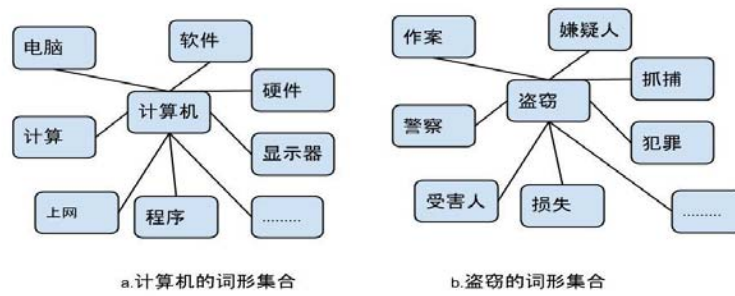 电脑
软件
硬件
计算机
计算
显示器
上网
程序
.........
a.计算机的词形集合
作案
嫌疑人
抓捕
盗窃
警察
犯罪
受害人
损失
.........
b.盗窃的词形集合